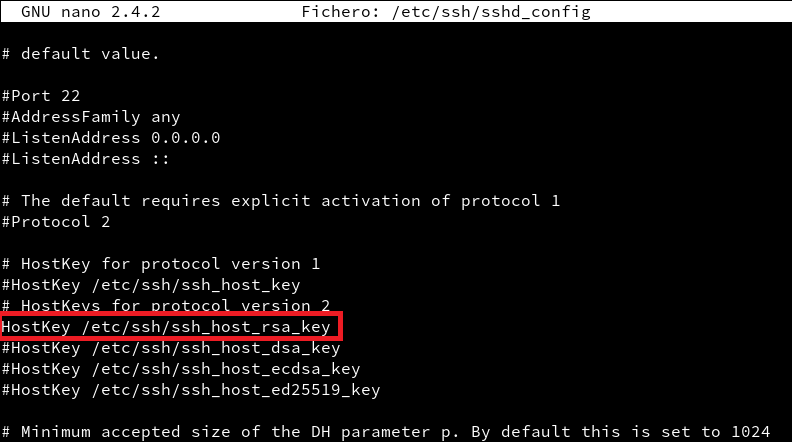 GNU nano 2.4.2 Fichero: /etc/ssh/sshd_config
# default value.
#Port 22
#AddressFamily any
#ListenAddress 0.0.0.0
#ListenAddress ::
# The default requires explicit activation of protocol 1
#Protocol 2
# HostKey for protocol version 1
#HostKey /etc/ssh/ssh_host_key
# HostKeys for protocol version 2
HostKey /etc/ssh/ssh_host_rsa_key
#HostKey /etc/ssh/ssh_host_dsa_key
#HostKey /etc/ssh/ssh_host_ecdsa_key
#HostKey /etc/ssh/ssh_host_ed25519_key
# Minimum accepted size of the DH parameter p. By default this is set to 1024